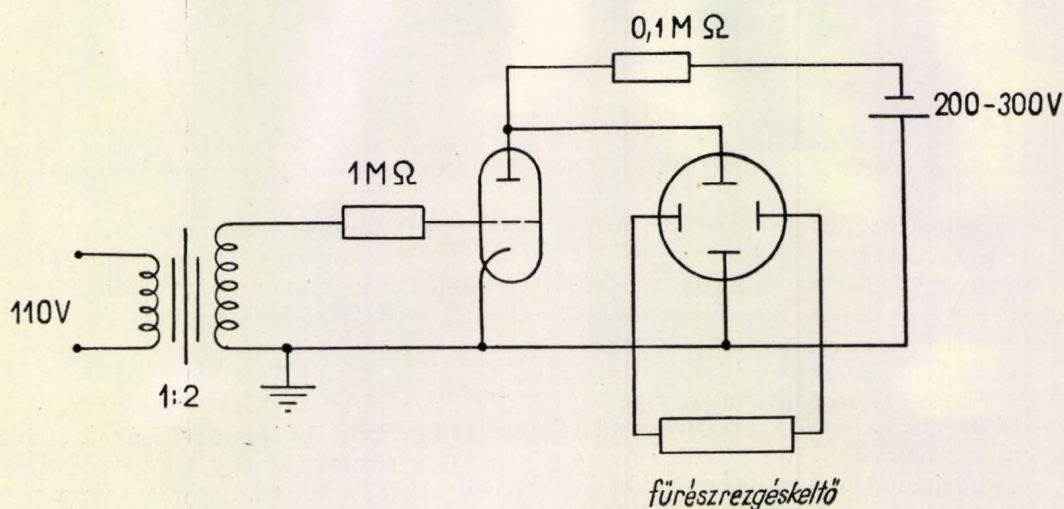 0,1 M Ω
200-300V
1 M Ω
110V
1:2
fűrészrezgéskeltő